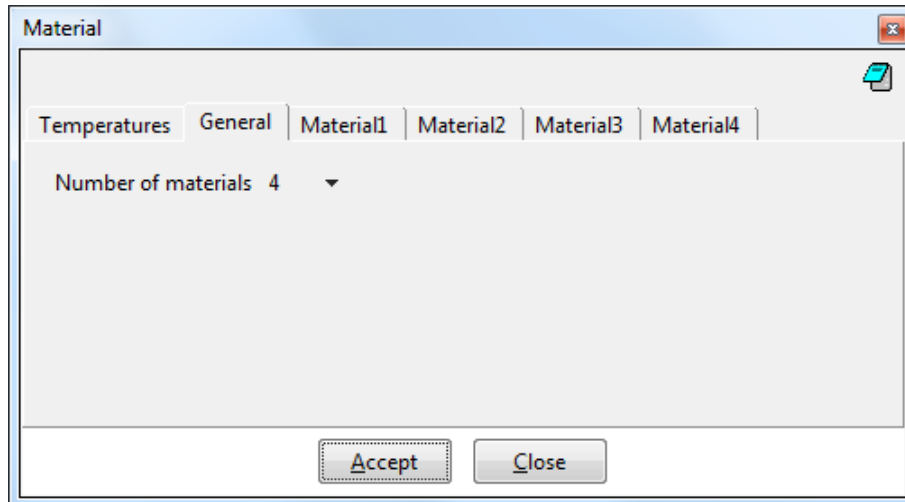 Material
Temperatures General Material1 Material2 Material3 Material4
Number of materials 4
Accept Close